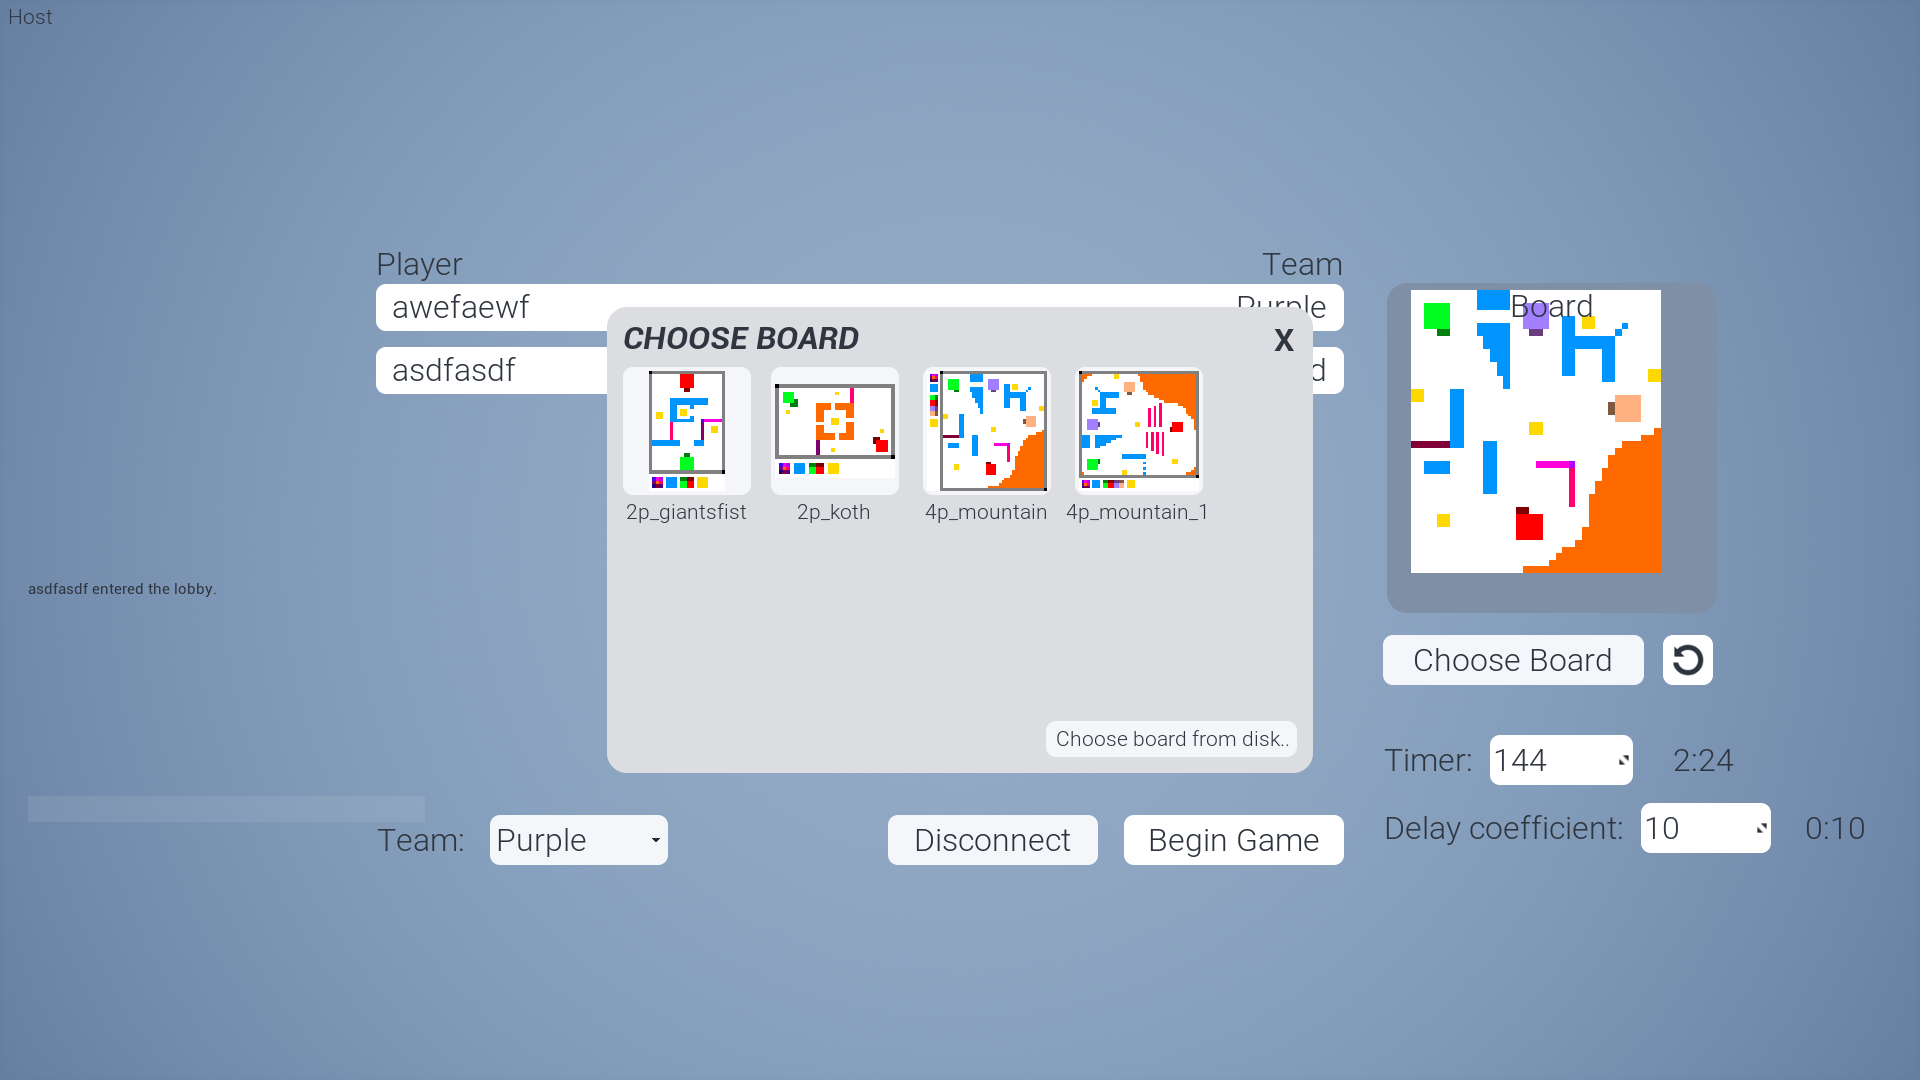 Host
Player Team
awefaewf Purple
asdfasdf d
Board
CHOOSE BOARD X
2p_giantsfist 2p_koth 4p_mountain 4p_mountain_1
asdfasdf entered the lobby.
Choose Board
Choose board from disk..
Timer: 144 2:24
Delay coefficient: 10 0:10
Team: Purple Disconnect Begin Game